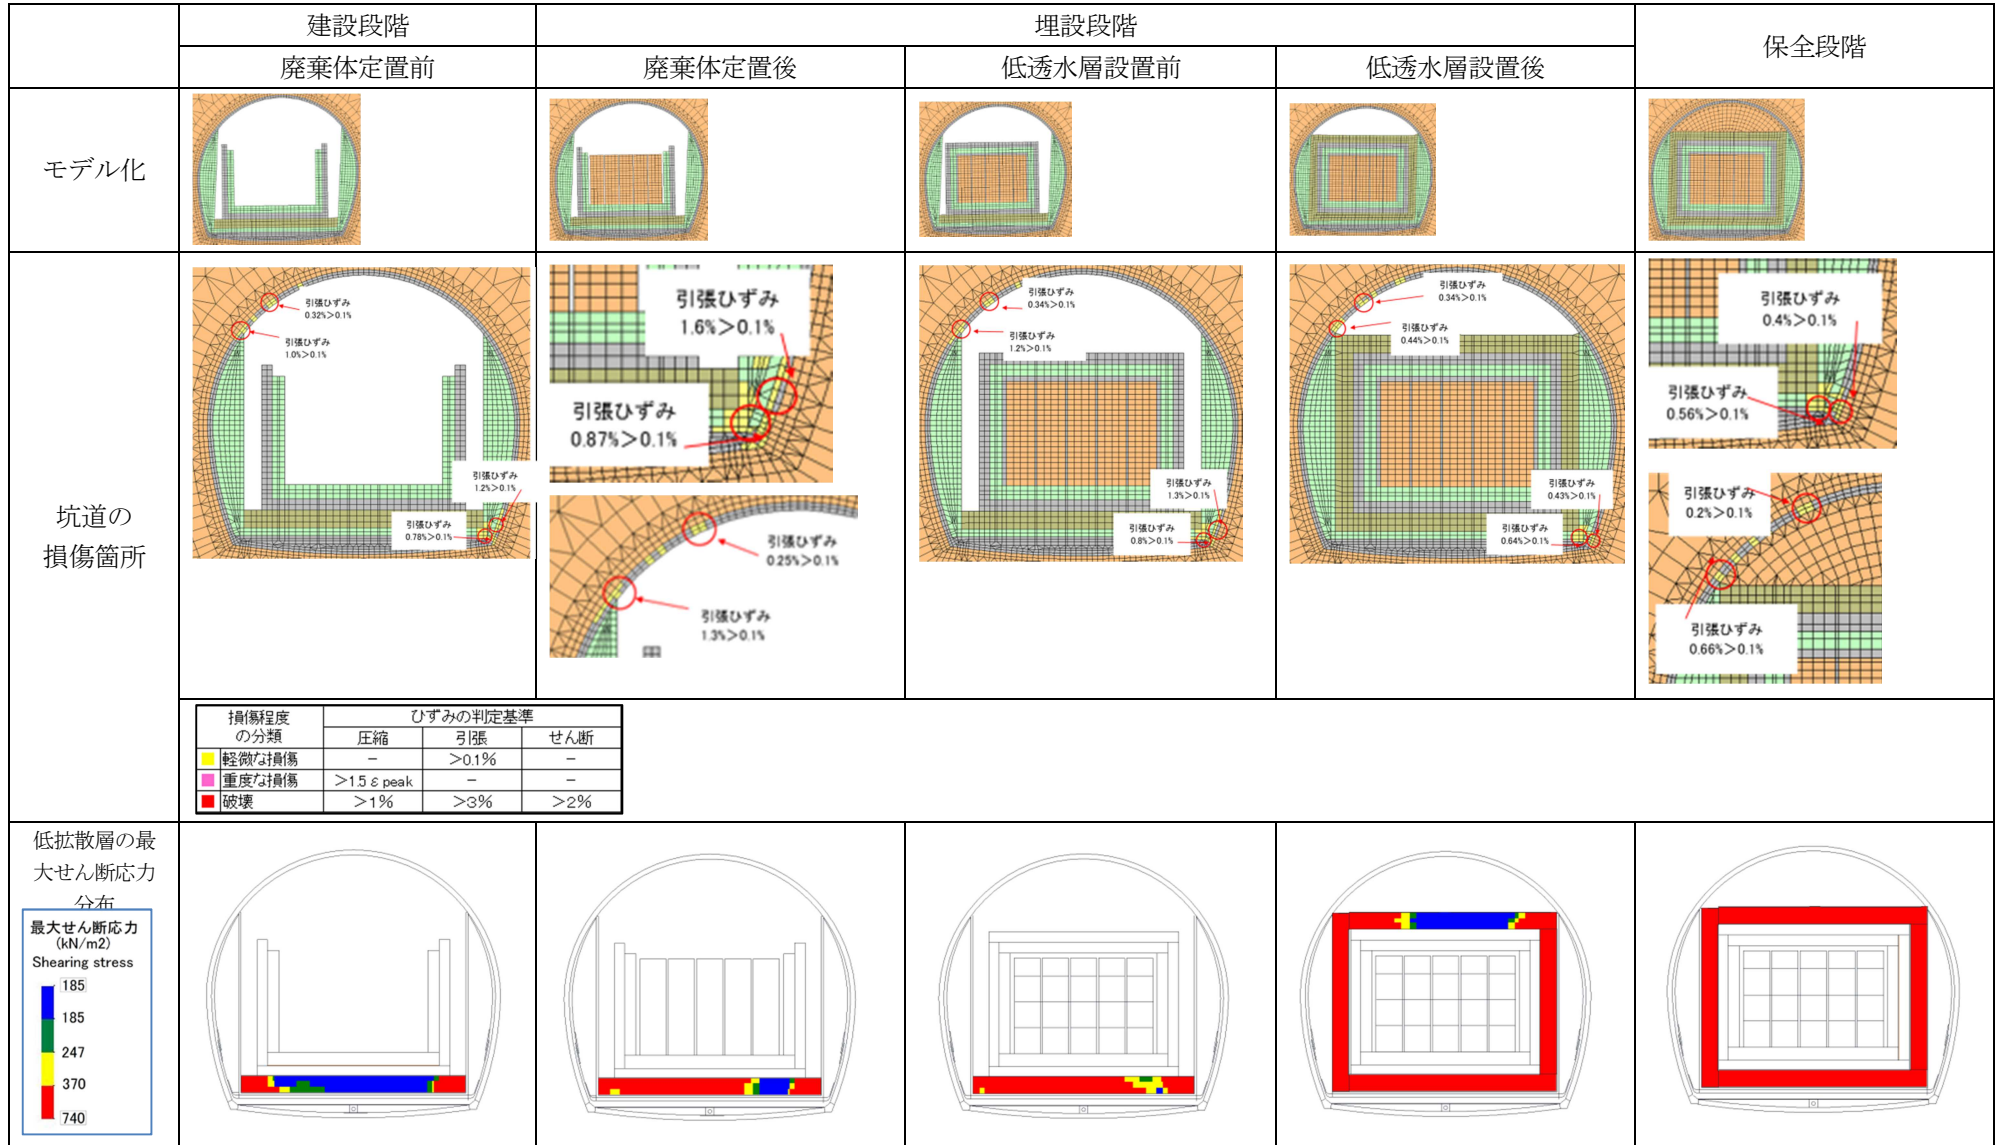 建設段階
埋設段階
保全段階
廃棄体定置前
廃棄体定置後
低透水層設置前
低透水層設置後
モデル化
坑道の
損傷箇所
引張ひずみ
0.32%>0.1%
引張ひずみ
1.0%>0.1%
引張ひずみ
1.2%>0.1%
引張ひずみ
0.78%>0.1%
引張ひずみ
1.6%>0.1%
引張ひずみ
0.87%>0.1%
引張ひずみ
0.25%>0.1%
引張ひずみ
1.3%>0.1%
引張ひずみ
0.34%>0.1%
引張ひずみ
1.2%>0.1%
引張ひずみ
1.3%>0.1%
引張ひずみ
0.8%>0.1%
引張ひずみ
0.34%>0.1%
引張ひずみ
0.44%>0.1%
引張ひずみ
0.43%>0.1%
引張ひずみ
0.64%>0.1%
引張ひずみ
0.4%>0.1%
引張ひずみ
0.56%>0.1%
引張ひずみ
0.2%>0.1%
引張ひずみ
0.66%>0.1%
損傷程度
の分類
ひずみの判定基準
圧縮 引張 せん断
軽微な損傷 － >0.1% －
重度な損傷 >1.5 ε peak － －
破壊 >1% >3% >2%
低拡散層の最
大せん断応力
分布
最大せん断応力
(kN/m2)
Shearing stress
185
185
247
370
740